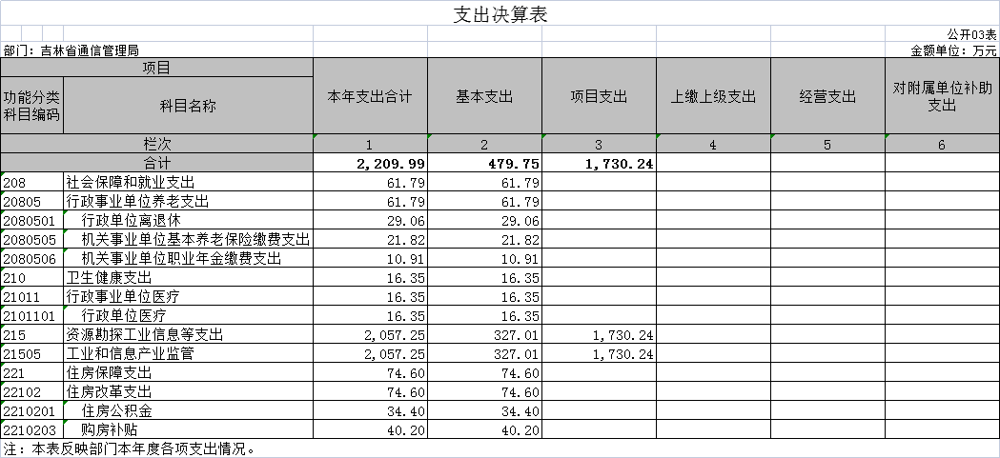 支出决算表
公开03表
部门：吉林省通信管理局 金额单位：万元
项目 本年支出合计 基本支出 项目支出 上缴上级支出 经营支出 对附属单位补助
支出
功能分类
科目编码 科目名称
栏次 1 2 3 4 5 6
合计 2,209.99 479.75 1,730.24
208 社会保障和就业支出 61.79 61.79
20805 行政事业单位养老支出 61.79 61.79
2080501 行政单位离退休 29.06 29.06
2080505 机关事业单位基本养老保险缴费支出 21.82 21.82
2080506 机关事业单位职业年金缴费支出 10.91 10.91
210 卫生健康支出 16.35 16.35
21011 行政事业单位医疗 16.35 16.35
2101101 行政单位医疗 16.35 16.35
215 资源勘探工业信息等支出 2,057.25 327.01 1,730.24
21505 工业和信息产业监管 2,057.25 327.01 1,730.24
221 住房保障支出 74.60 74.60
22102 住房改革支出 74.60 74.60
2210201 住房公积金 34.40 34.40
2210203 购房补贴 40.20 40.20
注：本表反映部门本年度各项支出情况。